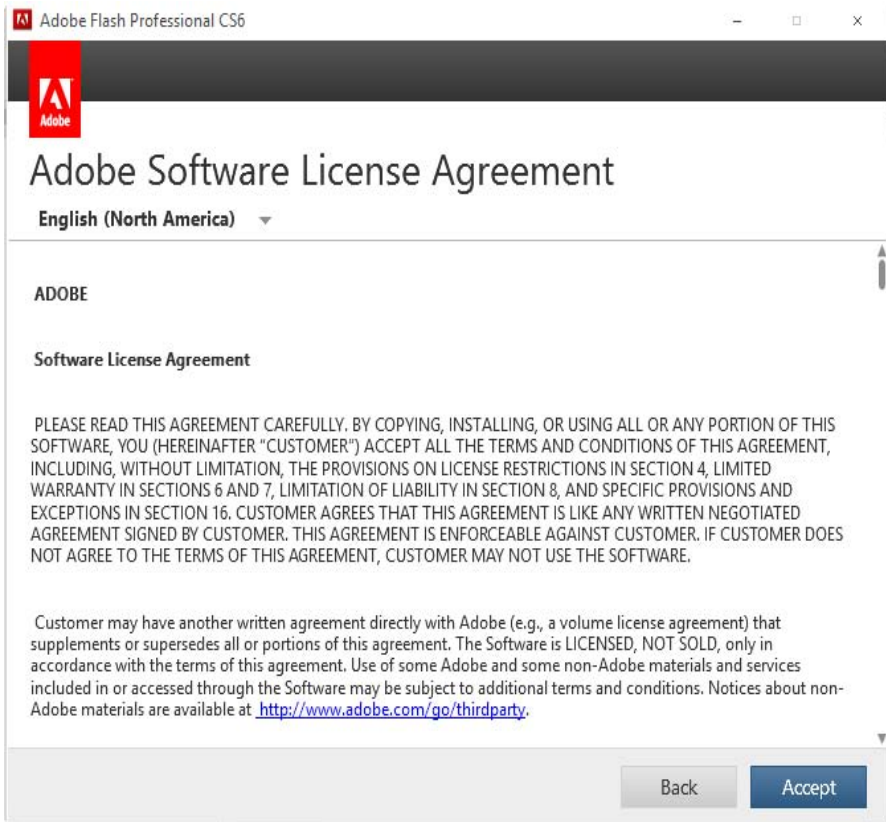 Adobe Flash Professional CS6
Adobe
Adobe Software License Agreement
English (North America)
ADOBE
Software License Agreement
PLEASE READ THIS AGREEMENT CAREFULLY. BY COPYING, INSTALLING, OR USING ALL OR ANY PORTION OF THIS
SOFTWARE, YOU (HEREINAFTER "CUSTOMER") ACCEPT ALL THE TERMS AND CONDITIONS OF THIS AGREEMENT,
INCLUDING, WITHOUT LIMITATION, THE PROVISIONS ON LICENSE RESTRICTIONS IN SECTION 4, LIMITED
WARRANTY IN SECTIONS 6 AND 7, LIMITATION OF LIABILITY IN SECTION 8, AND SPECIFIC PROVISIONS AND
EXCEPTIONS IN SECTION 16. CUSTOMER AGREES THAT THIS AGREEMENT IS LIKE ANY WRITTEN NEGOTIATED
AGREEMENT SIGNED BY CUSTOMER. THIS AGREEMENT IS ENFORCEABLE AGAINST CUSTOMER. IF CUSTOMER DOES
NOT AGREE TO THE TERMS OF THIS AGREEMENT, CUSTOMER MAY NOT USE THE SOFTWARE.
Customer may have another written agreement directly with Adobe (e.g., a volume license agreement) that
supplements or supersedes all or portions of this agreement. The Software is LICENSED, NOT SOLD, only in
accordance with the terms of this agreement. Use of some Adobe and some non-Adobe materials and services
included in or accessed through the Software may be subject to additional terms and conditions. Notices about non-
Adobe materials are available at http://www.adobe.com/go/thirdparty.
Back
Accept